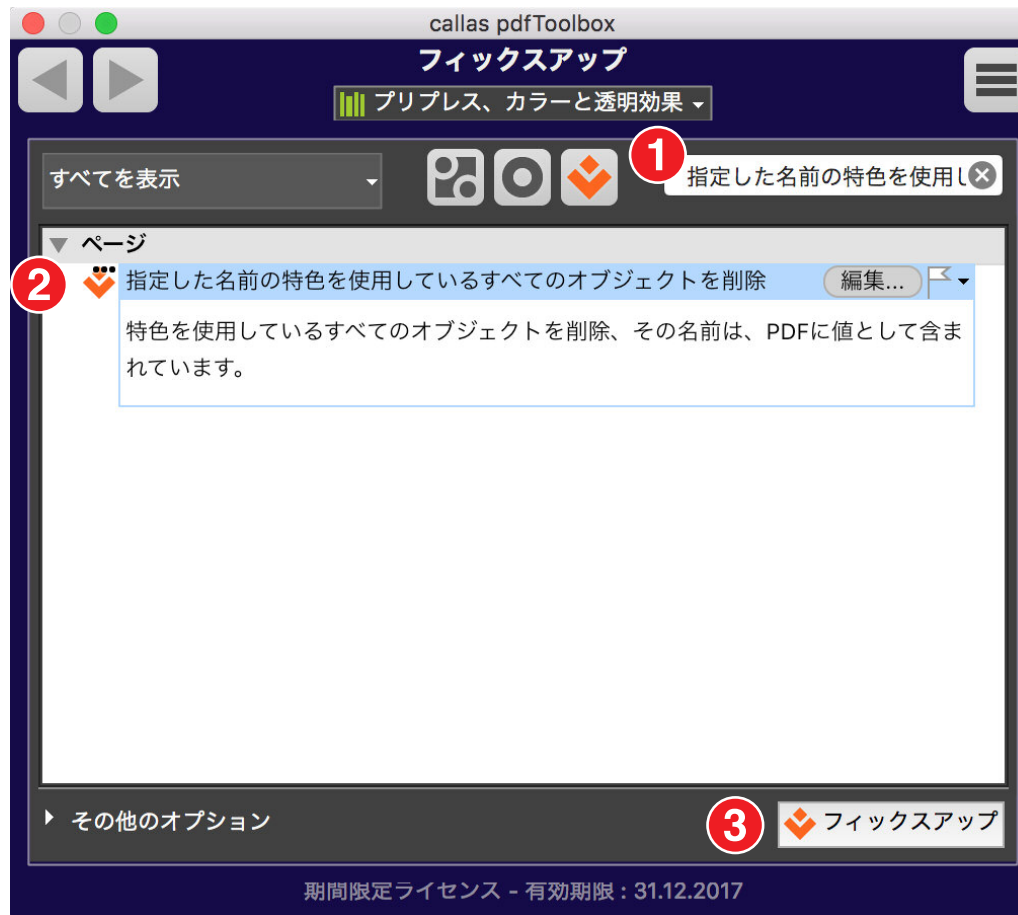 callas pdfToolbox
フィックスアップ
プリプレス、カラーと透明効果
1
すべてを表示
指定した名前の特色を使用し
ページ
2
指定した名前の特色を使用しているすべてのオブジェクトを削除
編集...
特色を使用しているすべてのオブジェクトを削除、その名前は、PDFに値として含ま
れています。
その他のオプション
3
フィックスアップ
期間限定ライセンス - 有効期限 : 31.12.2017